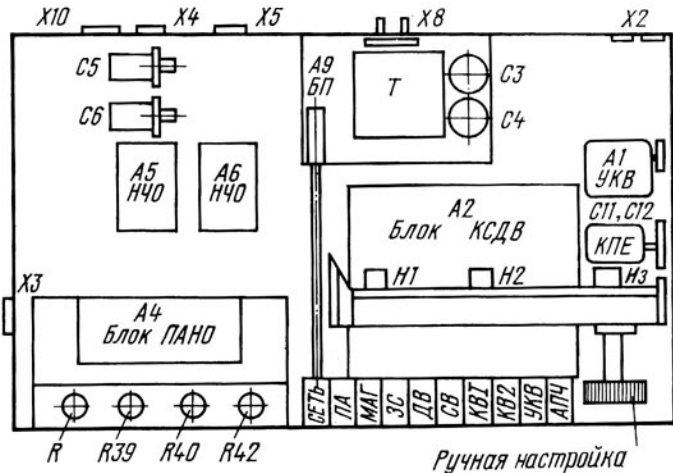 X10 X4 X5 X8 X2
C5
A9
БП
T
C3
C6
C4
A5
НЧО
A6
НЧО
A1
УКВ
A2
Блок КСДВ
C11, C12
КПЕ
X3
H1 H2 Нз
A4
Блок ПАНО
СЕТЬ
ПА
МАГ
ЗС
ДВ
СВ
КВІ
КВ2
УКВ
АПЧ
R R39 R40 R42
Ручная настройка